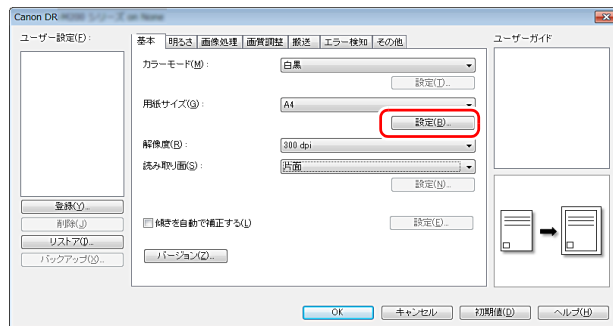 Canon DR
ユーザー設定(F):
基本 明るさ 画像処理 画質調整 搬送 エラー検知 その他
ユーザーガイド
カラーモード(M):
白黒
設定(T)...
用紙サイズ(G):
A4
設定(B)...
解像度(R):
300 dpi
読み取り面(S):
片面
設定(N)...
登録(Y)...
削除(J)
傾きを自動で補正する(L)
設定(E)...
リストア(I)...
バックアップ(X)...
バージョン(Z)...
OK
キャンセル
初期値(D)
ヘルプ(H)